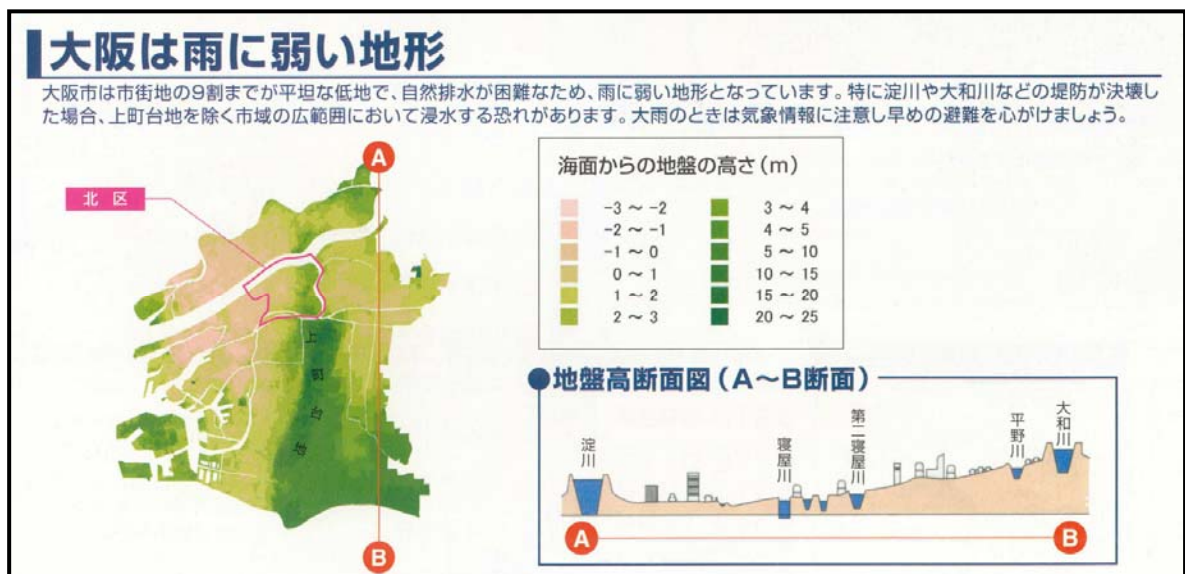 大阪は雨に弱い地形
大阪市は市街地の9割までが平坦な低地で、自然排水が困難なため、雨に弱い地形となっています。特に淀川や大和川などの堤防が決壊し
た場合、上町台地を除く市域の広範囲において浸水する恐れがあります。大雨のときは気象情報に注意し早めの避難を心がけましょう。
A
北区
上町台地
B
海面からの地盤の高さ(m)
-3 ～ -2
-2 ～ -1
-1 ～ 0
0 ～ 1
1 ～ 2
2 ～ 3
3 ～ 4
4 ～ 5
5 ～ 10
10 ～ 15
15 ～ 20
20 ～ 25
●地盤高断面図(A～B断面)
淀川
寝屋川
第二寝屋川
平野川
大和川
A
B